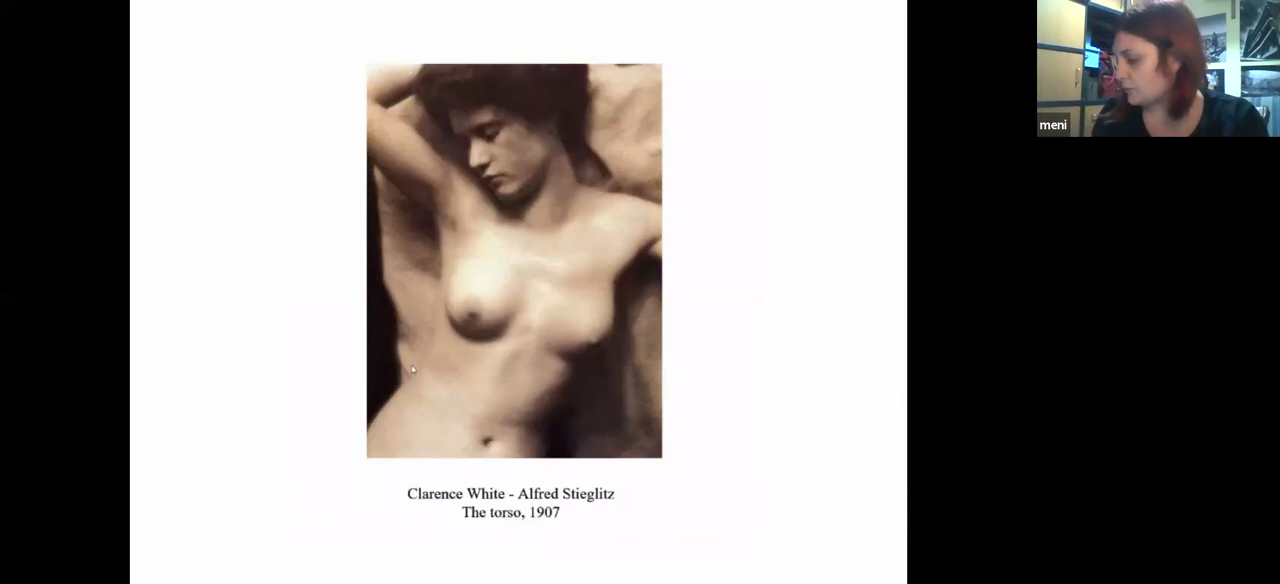 meni
Clarence White - Alfred Stieglitz
The torso, 1907